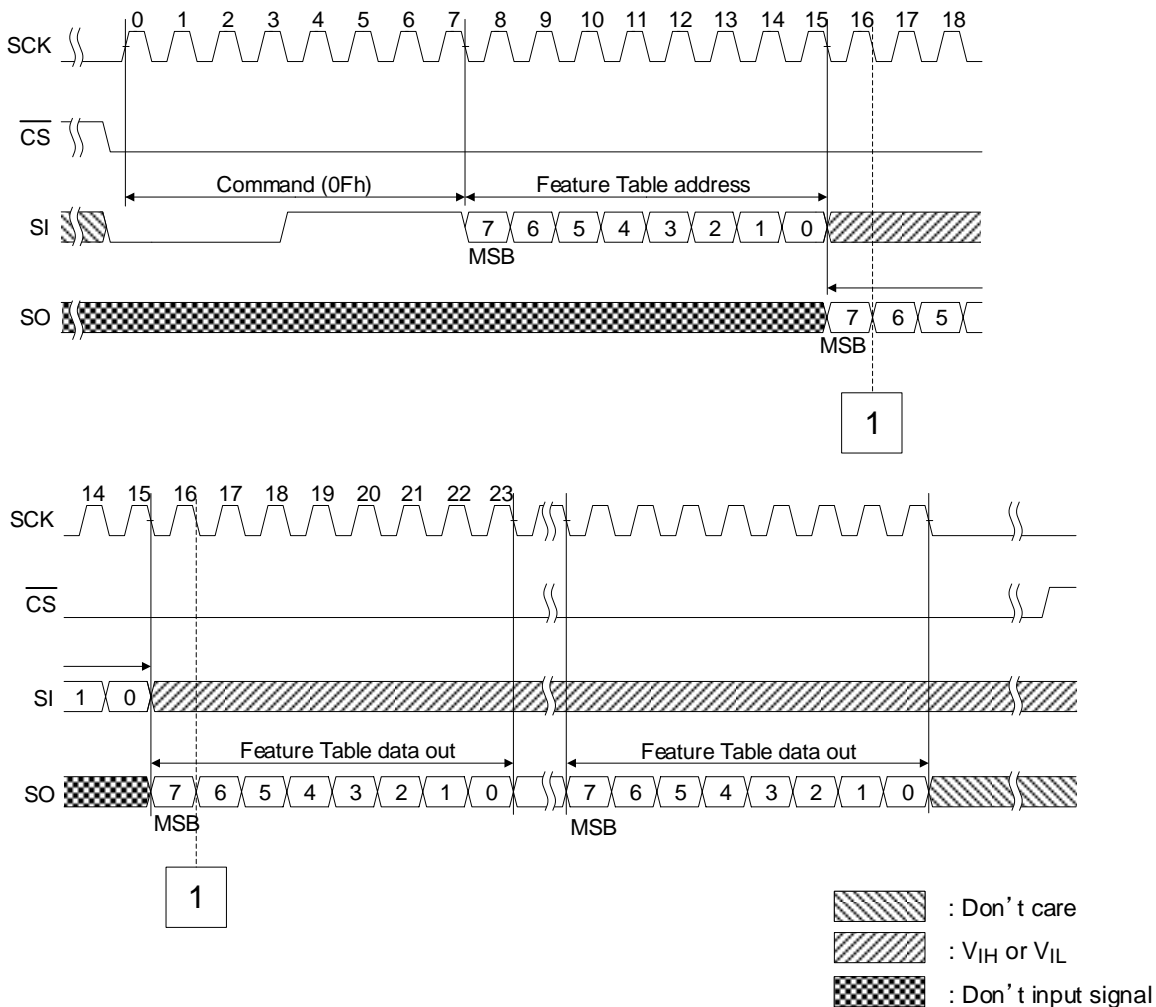 0 1 2 3 4 5 6 7 8 9 10 11 12 13 14 15 16 17 18
SCK
CS
Command (0Fh) Feature Table address
SI 7 6 5 4 3 2 1 0
MSB
SO 7 6 5
MSB
1
14 15 16 17 18 19 20 21 22 23
SCK
CS
SI 1 0
Feature Table data out Feature Table data out
SO 7 6 5 4 3 2 1 0 7 6 5 4 3 2 1 0
MSB MSB
1
: Don't care
: VIH or VIL
: Don't input signal